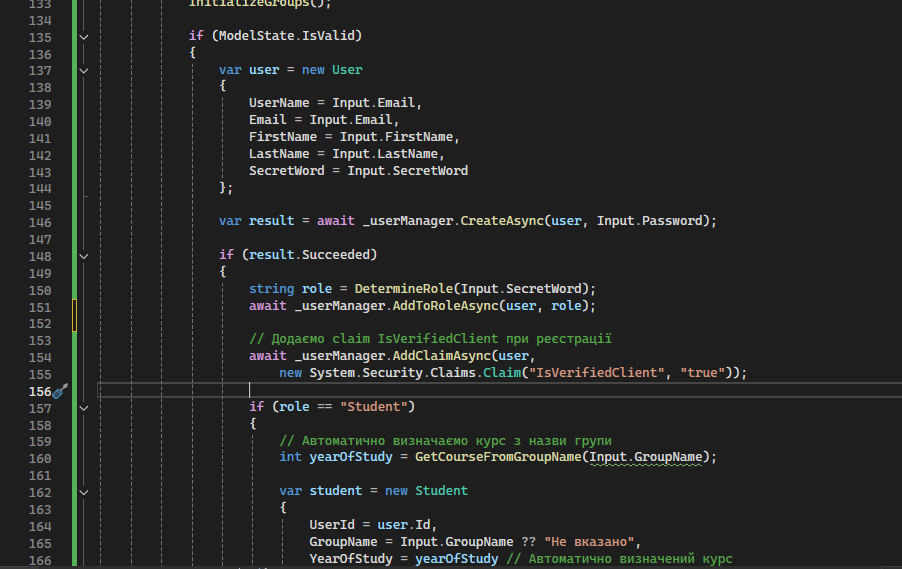 133 InitializeGroups();
134
135 if (ModelState.IsValid)
136 {
137 var user = new User
138 {
139 UserName = Input.Email,
140 Email = Input.Email,
141 FirstName = Input.FirstName,
142 LastName = Input.LastName,
143 SecretWord = Input.SecretWord
144 };
145
146 var result = await _userManager.CreateAsync(user, Input.Password);
147
148 if (result.Succeeded)
149 {
150 string role = DetermineRole(Input.SecretWord);
151 await _userManager.AddToRoleAsync(user, role);
152
153 // Додаємо claim IsVerifiedClient при реєстрації
154 await _userManager.AddClaimAsync(user,
155 new System.Security.Claims.Claim("IsVerifiedClient", "true"));
156
157 if (role == "Student")
158 {
159 // Автоматично визначаємо курс з назви групи
160 int yearOfStudy = GetCourseFromGroupName(Input.GroupName);
161
162 var student = new Student
163 {
164 UserId = user.Id,
165 GroupName = Input.GroupName ?? "Не вказано",
166 YearOfStudy = yearOfStudy // Автоматично визначений курс